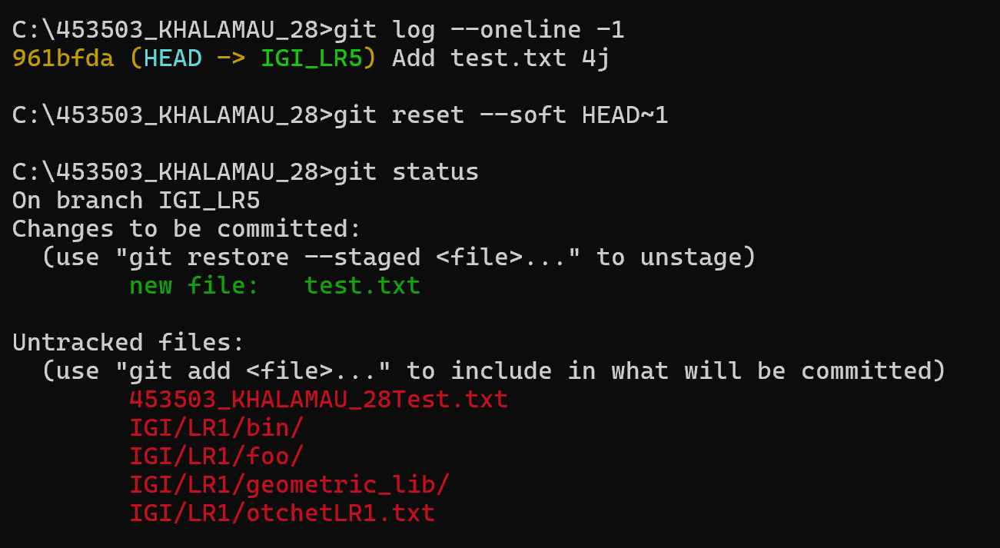 C:\453503_KHALAMAU_28>git log --oneline -1
961bfda (HEAD -> IGI_LR5) Add test.txt 4j
C:\453503_KHALAMAU_28>git reset --soft HEAD~1
C:\453503_KHALAMAU_28>git status
On branch IGI_LR5
Changes to be committed:
(use "git restore --staged <file>..." to unstage)
new file:   test.txt
Untracked files:
(use "git add <file>..." to include in what will be committed)
453503_KHALAMAU_28Test.txt
IGI/LR1/bin/
IGI/LR1/foo/
IGI/LR1/geometric_lib/
IGI/LR1/otchetLR1.txt